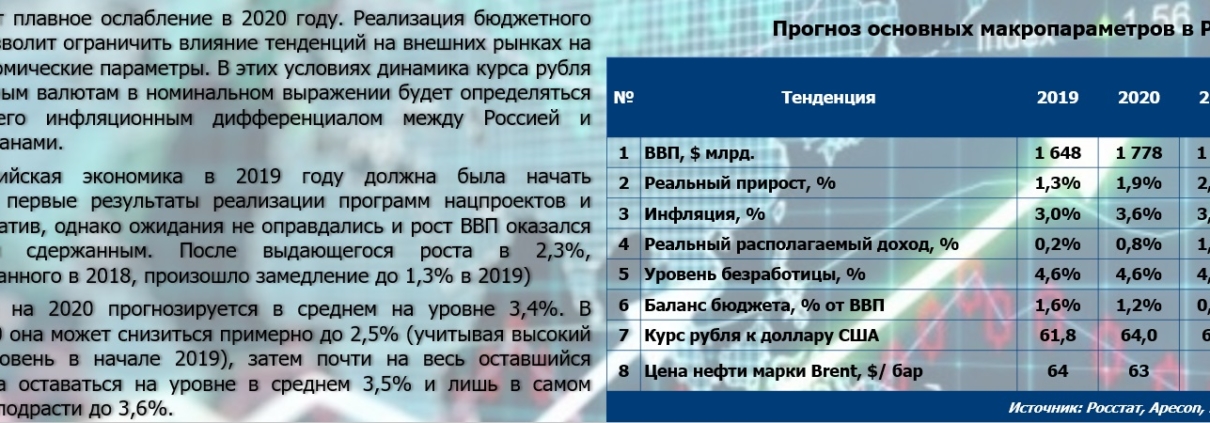 т плавное ослабление в 2020 году. Реализация бюджетного
зволит ограничить влияние тенденций на внешних рынках на
омические параметры. В этих условиях динамика курса рубля
ным валютам в номинальном выражении будет определяться
его инфляционным дифференциалом между Россией и
анами.
ийская экономика в 2019 году должна была начать
первые результаты реализации программ нацпроектов и
атив, однако ожидания не оправдались и рост ВВП оказался
сдержанным. После выдающегося роста в 2,3%,
анного в 2018, произошло замедление до 1,3% в 2019)
на 2020 прогнозируется в среднем на уровне 3,4%. В
0 она может снизиться примерно до 2,5% (учитывая высокий
овень в начале 2019), затем почти на весь оставшийся
а оставаться на уровне в среднем 3,5% и лишь в самом
подрасти до 3,6%.
1,56
index
Прогноз основных макропараметров в Р
№ Тенденция 2019 2020 2
1 ВВП, $ млрд. 1 648 1 778 1
2 Реальный прирост, % 1,3% 1,9% 2,
3 Инфляция, % 3,0% 3,6% 3,
4 Реальный располагаемый доход, % 0,2% 0,8% 1,
5 Уровень безработицы, % 4,6% 4,6% 4,
6 Баланс бюджета, % от ВВП 1,6% 1,2% 0,
7 Курс рубля к доллару США 61,8 64,0 6
8 Цена нефти марки Brent, $/ бар 64 63
Источник: Росстат, Apecon,